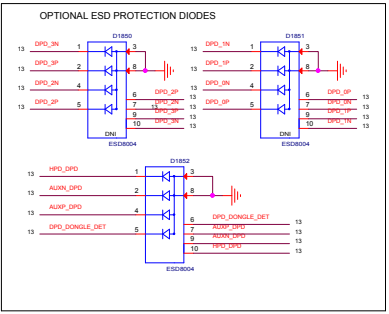 OPTIONAL ESD PROTECTION DIODES
D1850
13 DPD_3N 1 3
13 DPD_3P 2 8
13 DPD_2N 4
13 DPD_2P 5
6 DPD_2P 13
7 DPD_2N 13 13
9 DPD_3P 13
10 DPD_3N 13
DNI
ESD8004
D1851
13 DPD_1N 1 3
13 DPD_1P 2 8
13 DPD_0N 4
13 DPD_0P 5
6 DPD_0P 13
7 DPD_0N 13
9 DPD_1P 13
10 DPD_1N 13
DNI
ESD8004
D1852
13 HPD_DPD 1 3
13 AUXN_DPD 2 8
13 AUXP_DPD 4
13 DPD_DONGLE_DET 5
6 DPD_DONGLE_DET 13
7 AUXP_DPD 13
9 AUXN_DPD 13
10 HPD_DPD 13
ESD8004